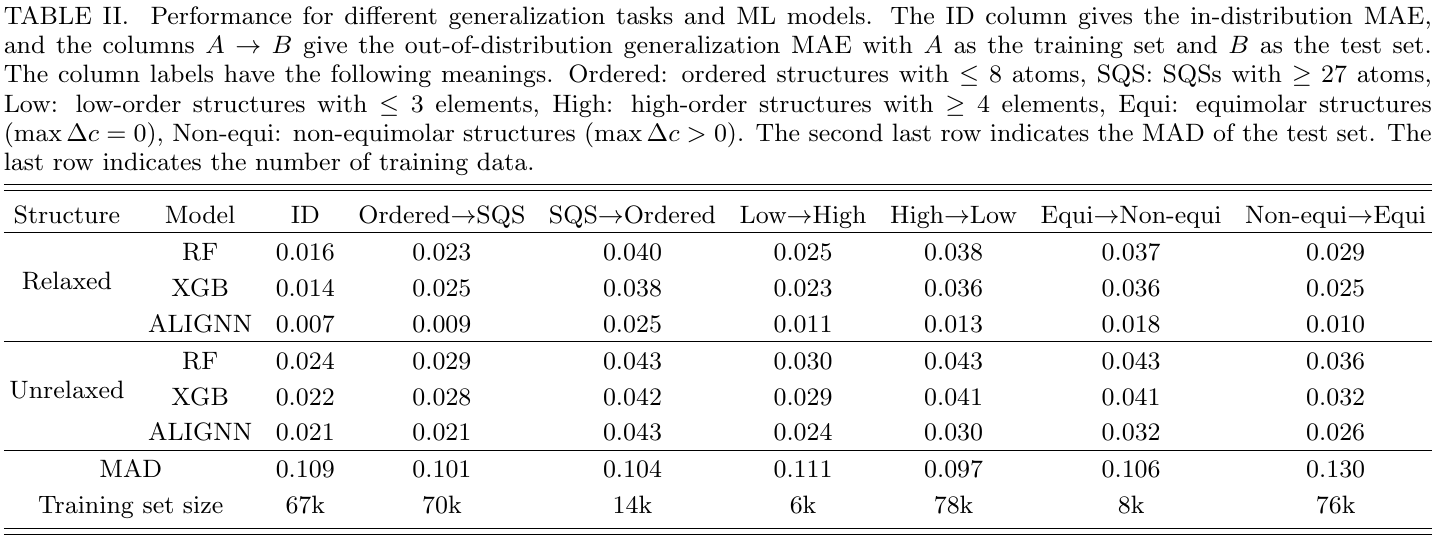 TABLE II. Performance for different generalization tasks and ML models. The ID column gives the in-distribution MAE,
and the columns A → B give the out-of-distribution generalization MAE with A as the training set and B as the test set.
The column labels have the following meanings. Ordered: ordered structures with ≤ 8 atoms, SQS: SQSs with ≥ 27 atoms,
Low: low-order structures with ≤ 3 elements, High: high-order structures with ≥ 4 elements, Equi: equimolar structures
(max Δc = 0), Non-equi: non-equimolar structures (max Δc > 0). The second last row indicates the MAD of the test set. The
last row indicates the number of training data.
Structure Model ID Ordered→SQS SQS→Ordered Low→High High→Low Equi→Non-equi Non-equi→Equi
RF 0.016 0.023 0.040 0.025 0.038 0.037 0.029
Relaxed
XGB 0.014 0.025 0.038 0.023 0.036 0.036 0.025
ALIGNN 0.007 0.009 0.025 0.011 0.013 0.018 0.010
RF 0.024 0.029 0.043 0.030 0.043 0.043 0.036
Unrelaxed
XGB 0.022 0.028 0.042 0.029 0.041 0.041 0.032
ALIGNN 0.021 0.021 0.043 0.024 0.030 0.032 0.026
MAD 0.109 0.101 0.104 0.111 0.097 0.106 0.130
Training set size 67k 70k 14k 6k 78k 8k 76k